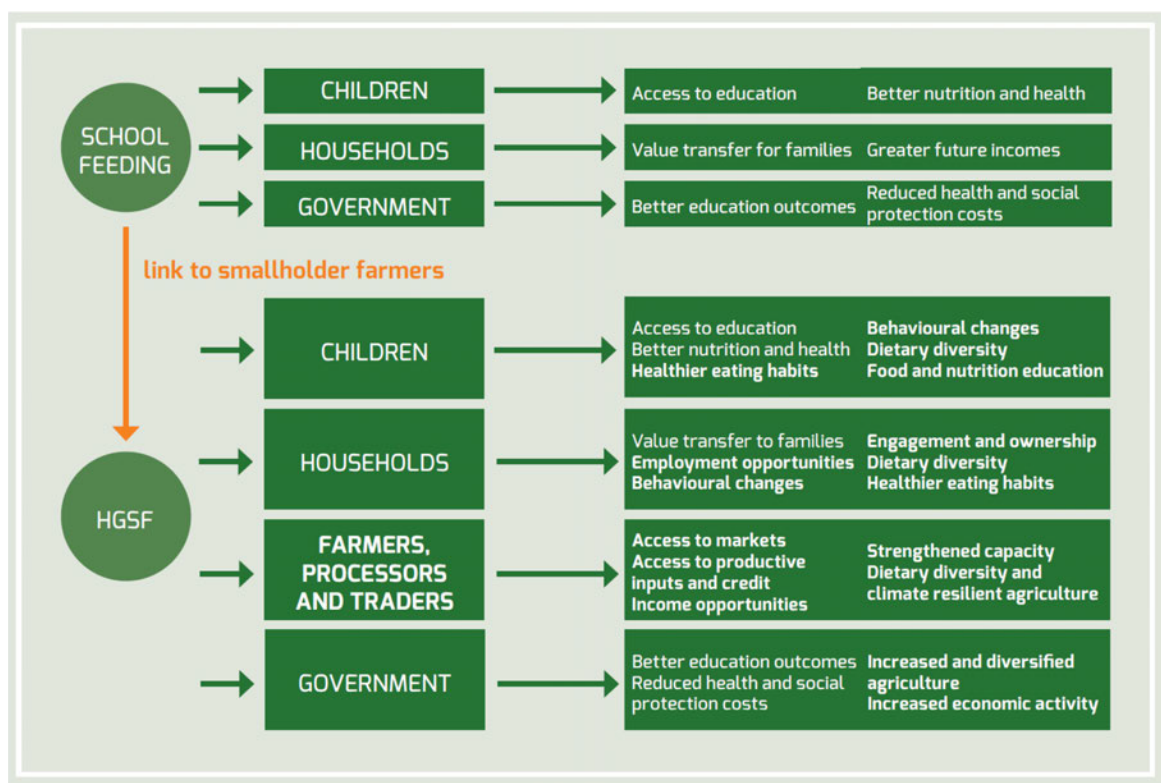 SCHOOL
FEEDING
CHILDREN
Access to education
Better nutrition and health
HOUSEHOLDS
Value transfer for families
Greater future incomes
GOVERNMENT
Better education outcomes
Reduced health and social
protection costs
link to smallholder farmers
HGSF
CHILDREN
Access to education
Better nutrition and health
Healthier eating habits
Behavioural changes
Dietary diversity
Food and nutrition education
HOUSEHOLDS
Value transfer to families
Employment opportunities
Behavioural changes
Engagement and ownership
Dietary diversity
Healthier eating habits
FARMERS,
PROCESSORS
AND TRADERS
Access to markets
Access to productive
inputs and credit
Income opportunities
Strengthened capacity
Dietary diversity and
climate resilient agriculture
GOVERNMENT
Better education outcomes
Reduced health and social
protection costs
Increased and diversified
agriculture
Increased economic activity